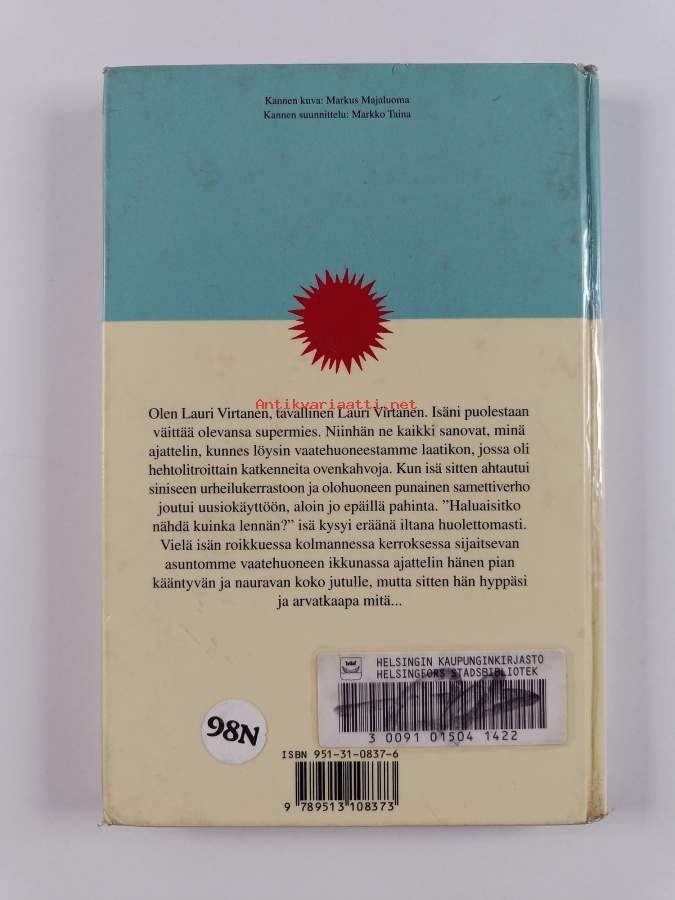 Kannen kuva: Markus Majaluoma
Kannen suunnittelu: Markko Taina
Antikvariaatti.net
Olen Lauri Virtanen, tavallinen Lauri Virtanen. Isäni puolestaan
väittää olevansa supermies. Niinhän ne kaikki sanovat, minä
ajattelin, kunnes löysin vaatehuoneestamme laatikon, jossa oli
hehtolitroittain katkenneita ovenkahvoja. Kun isä sitten ahtautui
siniseen urheilukerrastoon ja olohuoneen punainen samettiverho
joutui uusiokäyttöön, aloin jo epäillä pahinta. ”Haluaisitko
nähdä kuinka lennän?” isä kysyi eräänä iltana huolettomasti.
Vielä isän roikkuessa kolmannessa kerroksessa sijaitsevan
asuntomme vaatehuoneen ikkunassa ajattelin hänen pian
kääntyvän ja nauravan koko jutulle, mutta sitten hän hyppäsi
ja arvatkaapa mitä...
HELSINGIN KAUPUNGINKIRJASTO
HELSINGFORS STADSBIBLIOTEK
3 0091 01504 1422
98N
ISBN 951-31-0837-6
9 789513 108373